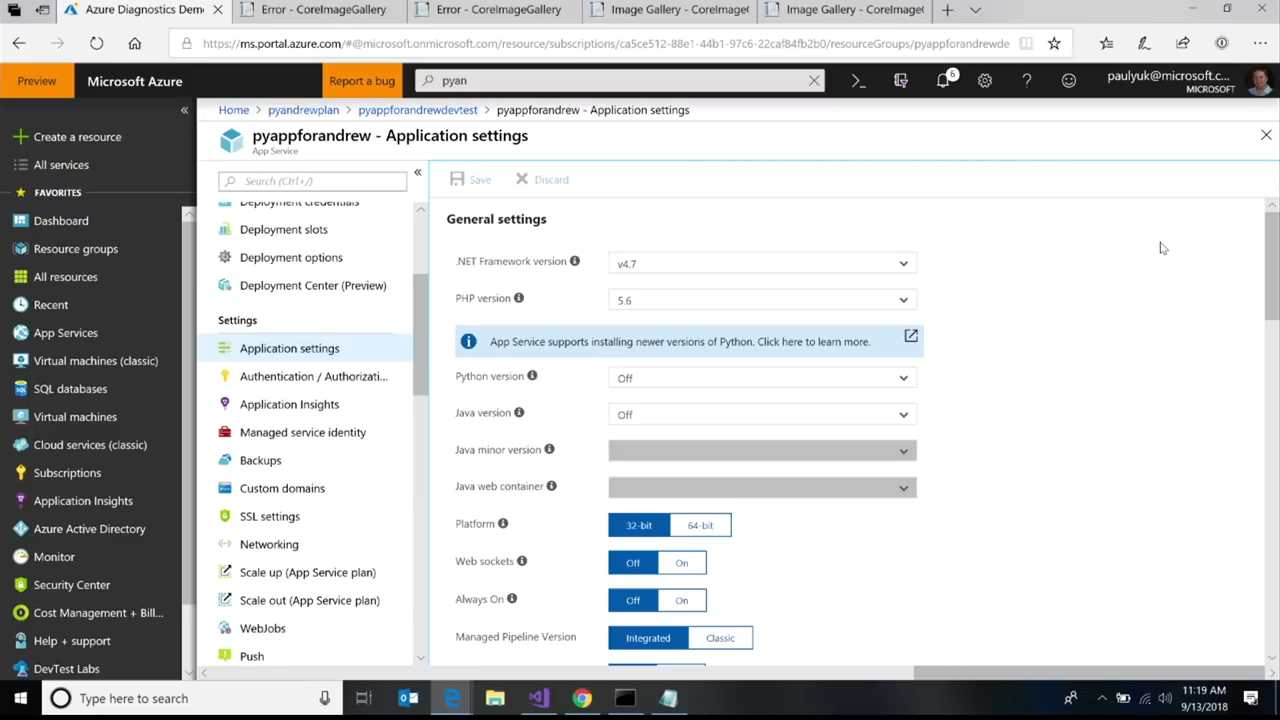 Azure Diagnostics Dem
Error - CoreImageGallery
Error - CoreImageGallery
Image Gallery - CoreImageG
Image Gallery - CoreImageG
https://ms.portal.azure.com/#@microsoft.onmicrosoft.com/resource/subscriptions/ca5ce512-88e1-44b1-97c6-22caf84fb2b0/resourceGroups/pyappforandrewde
Preview
Microsoft Azure
Report a bug
pyan
6
paulyuk@microsoft.c...
MICROSOFT
Home > pyandrewplan > pyappforandrewdevtest > pyappforandrew - Application settings
pyappforandrew - Application settings
App Service
Create a resource
All services
FAVORITES
Dashboard
Resource groups
All resources
Recent
App Services
Virtual machines (classic)
SQL databases
Virtual machines
Cloud services (classic)
Subscriptions
Application Insights
Azure Active Directory
Monitor
Security Center
Cost Management + Bill...
Help + support
DevTest Labs
Search (Ctrl+/)
Deployment credentials
Deployment slots
Deployment options
Deployment Center (Preview)
Settings
Application settings
Authentication / Authorizati...
Application Insights
Managed service identity
Backups
Custom domains
SSL settings
Networking
Scale up (App Service plan)
Scale out (App Service plan)
WebJobs
Push
Save
Discard
General settings
.NET Framework version
v4.7
PHP version
5.6
App Service supports installing newer versions of Python. Click here to learn more.
Python version
Off
Java version
Off
Java minor version
Java web container
Platform
32-bit
64-bit
Web sockets
Off
On
Always On
Off
On
Managed Pipeline Version
Integrated
Classic
Type here to search
11:19 AM
9/13/2018